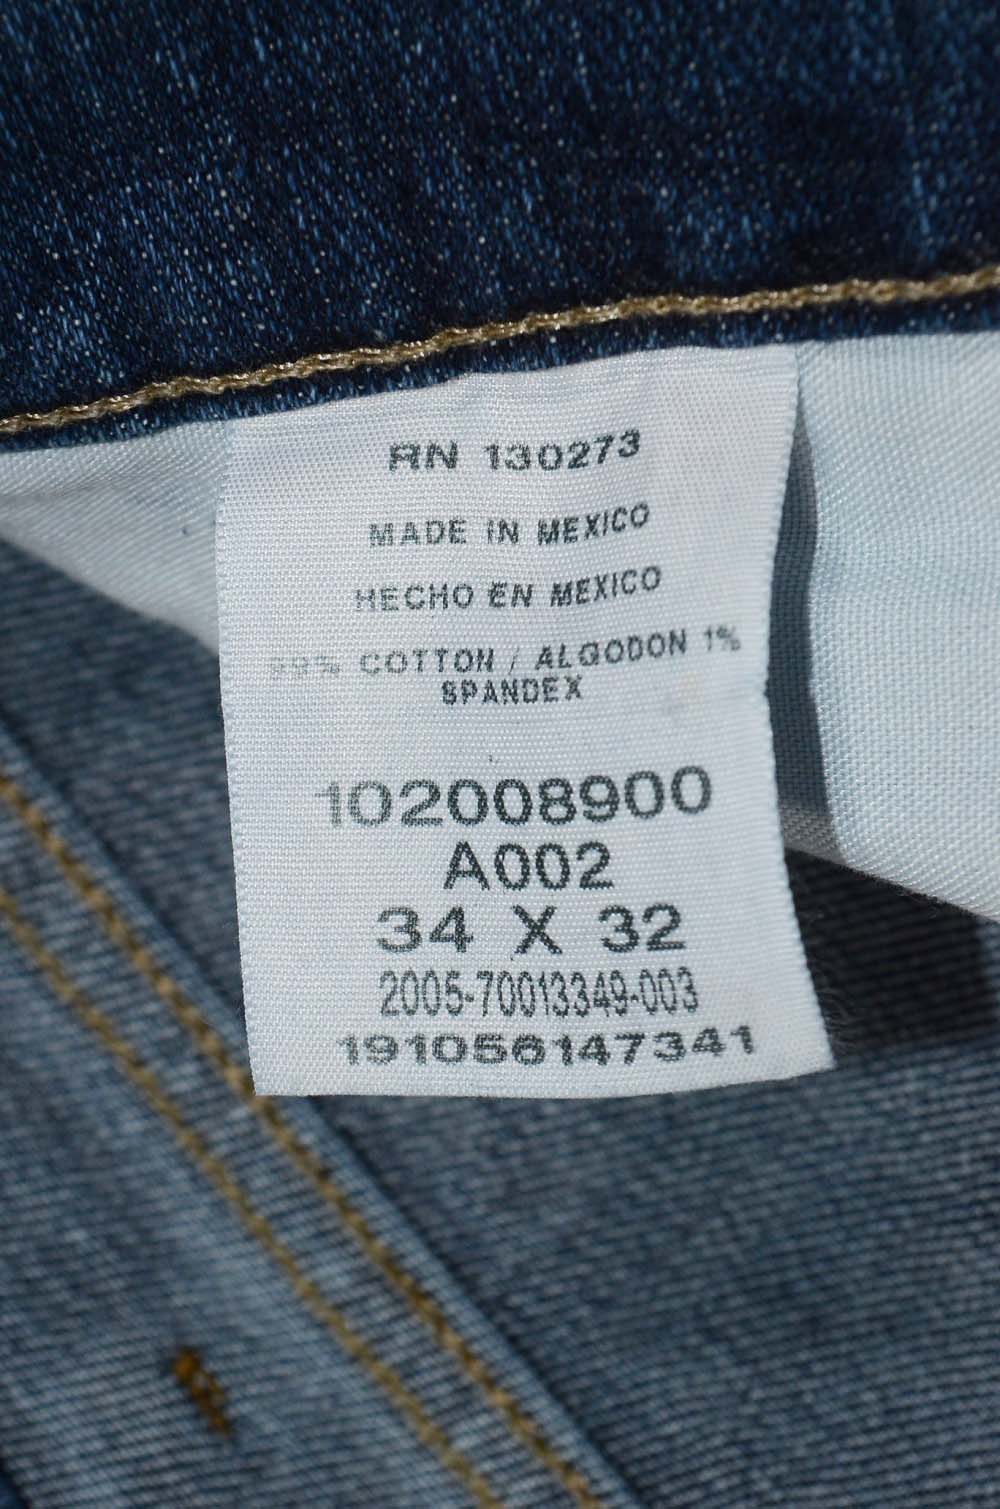 RN 130273
MADE IN MEXICO
HECHO EN MEXICO
99% COTTON / ALGODON 1%
SPANDEX
102008900
A002
34 X 32
2005-70013349-003
191056147341